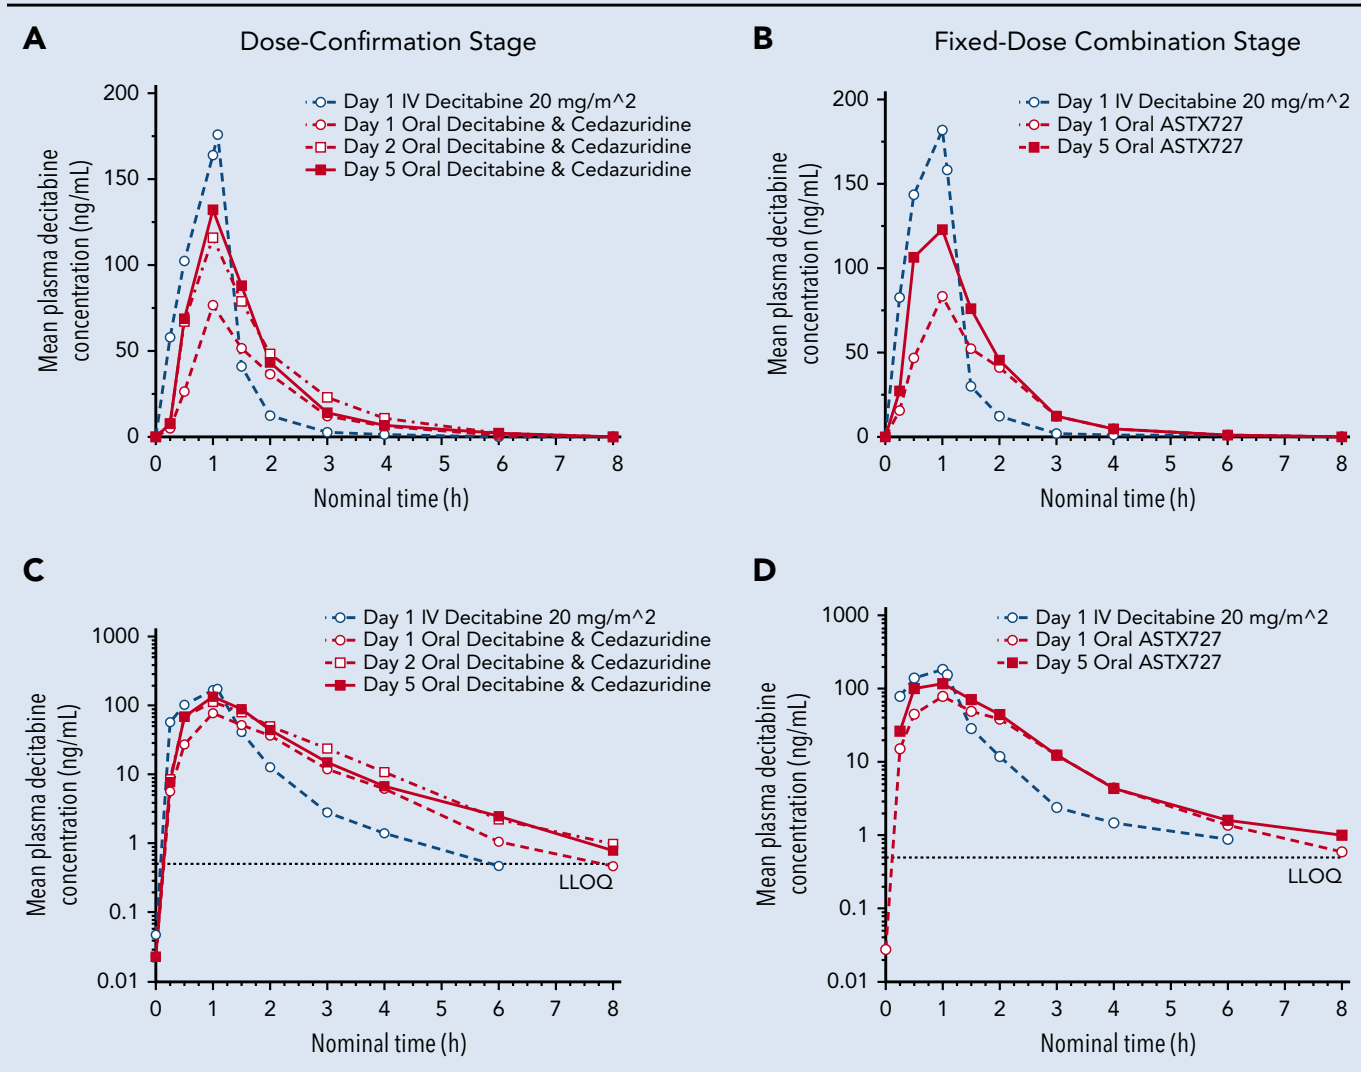 A
Dose-Confirmation Stage
200
150
100
50
0
Mean plasma decitabine
concentration (ng/mL)
Day 1 IV Decitabine 20 mg/m^2
Day 1 Oral Decitabine & Cedazuridine
Day 2 Oral Decitabine & Cedazuridine
Day 5 Oral Decitabine & Cedazuridine
0 1 2 3 4 5 6 7 8
Nominal time (h)
B
Fixed-Dose Combination Stage
200
150
100
50
0
Mean plasma decitabine
concentration (ng/mL)
Day 1 IV Decitabine 20 mg/m^2
Day 1 Oral ASTX727
Day 5 Oral ASTX727
0 1 2 3 4 5 6 7 8
Nominal time (h)
C
1000
100
10
1
0.1
0.01
Mean plasma decitabine
concentration (ng/mL)
Day 1 IV Decitabine 20 mg/m^2
Day 1 Oral Decitabine & Cedazuridine
Day 2 Oral Decitabine & Cedazuridine
Day 5 Oral Decitabine & Cedazuridine
LLOQ
0 1 2 3 4 5 6 7 8
Nominal time (h)
D
1000
100
10
1
0.1
0.01
Mean plasma decitabine
concentration (ng/mL)
Day 1 IV Decitabine 20 mg/m^2
Day 1 Oral ASTX727
Day 5 Oral ASTX727
LLOQ
0 1 2 3 4 5 6 7 8
Nominal time (h)